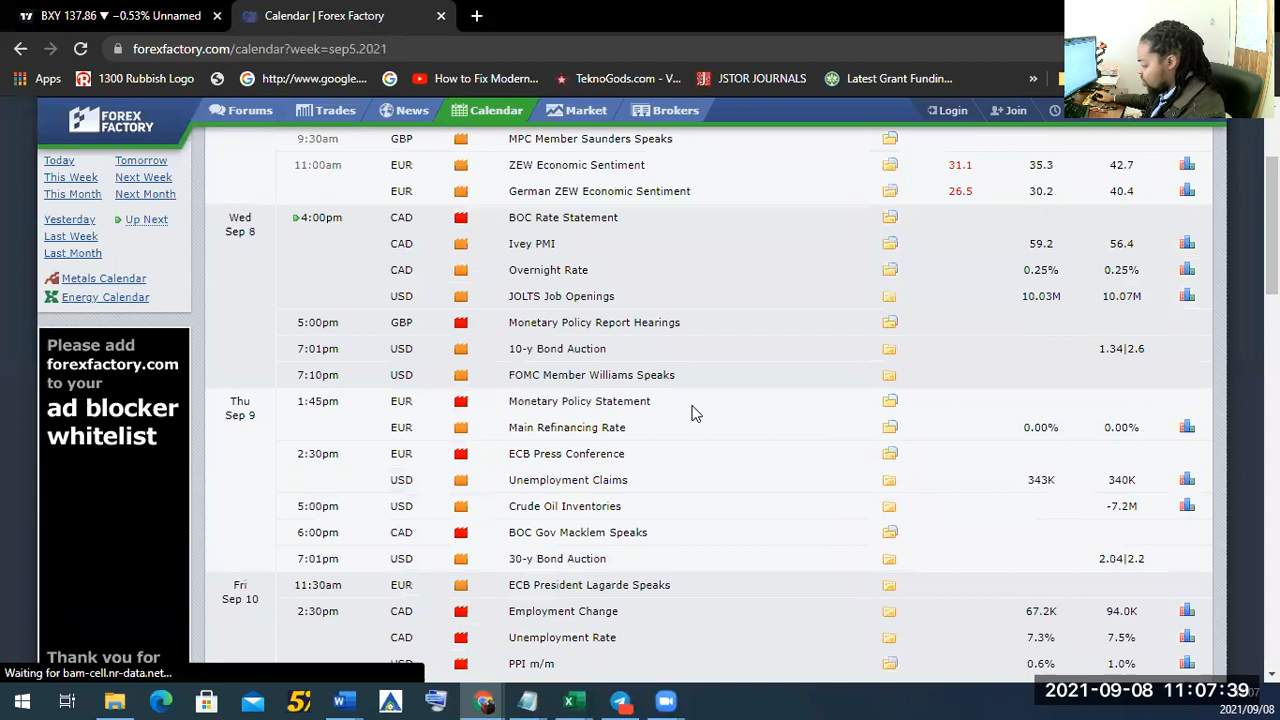 BXY 137.86 ▼ −0.53% Unnamed
Calendar | Forex Factory
forexfactory.com/calendar?week=sep5.2021
Apps
1300 Rubbish Logo
http://www.google....
How to Fix Modern...
TeknoGods.com - V...
JSTOR JOURNALS
Latest Grant Fundin...
»
FOREX FACTORY
Forums
Trades
News
Calendar
Market
Brokers
Login
Join
Today Tomorrow
This Week Next Week
This Month Next Month
Yesterday Up Next
Last Week
Last Month
Metals Calendar
Energy Calendar
Please add
forexfactory.com
to your
ad blocker
whitelist
Thank you for
9:30am GBP MPC Member Saunders Speaks
11:00am EUR ZEW Economic Sentiment 31.1 35.3 42.7
EUR German ZEW Economic Sentiment 26.5 30.2 40.4
Wed Sep 8 4:00pm CAD BOC Rate Statement
CAD Ivey PMI 59.2 56.4
CAD Overnight Rate 0.25% 0.25%
USD JOLTS Job Openings 10.03M 10.07M
5:00pm GBP Monetary Policy Report Hearings
7:01pm USD 10-y Bond Auction 1.34|2.6
7:10pm USD FOMC Member Williams Speaks
Thu Sep 9 1:45pm EUR Monetary Policy Statement
EUR Main Refinancing Rate 0.00% 0.00%
2:30pm EUR ECB Press Conference
USD Unemployment Claims 343K 340K
5:00pm USD Crude Oil Inventories -7.2M
6:00pm CAD BOC Gov Macklem Speaks
7:01pm USD 30-y Bond Auction 2.04|2.2
Fri Sep 10 11:30am EUR ECB President Lagarde Speaks
2:30pm CAD Employment Change 67.2K 94.0K
CAD Unemployment Rate 7.3% 7.5%
PPI m/m 0.6% 1.0%
Waiting for bam-cell.nr-data.net...
2021-09-08 11:07:39
2021/09/08